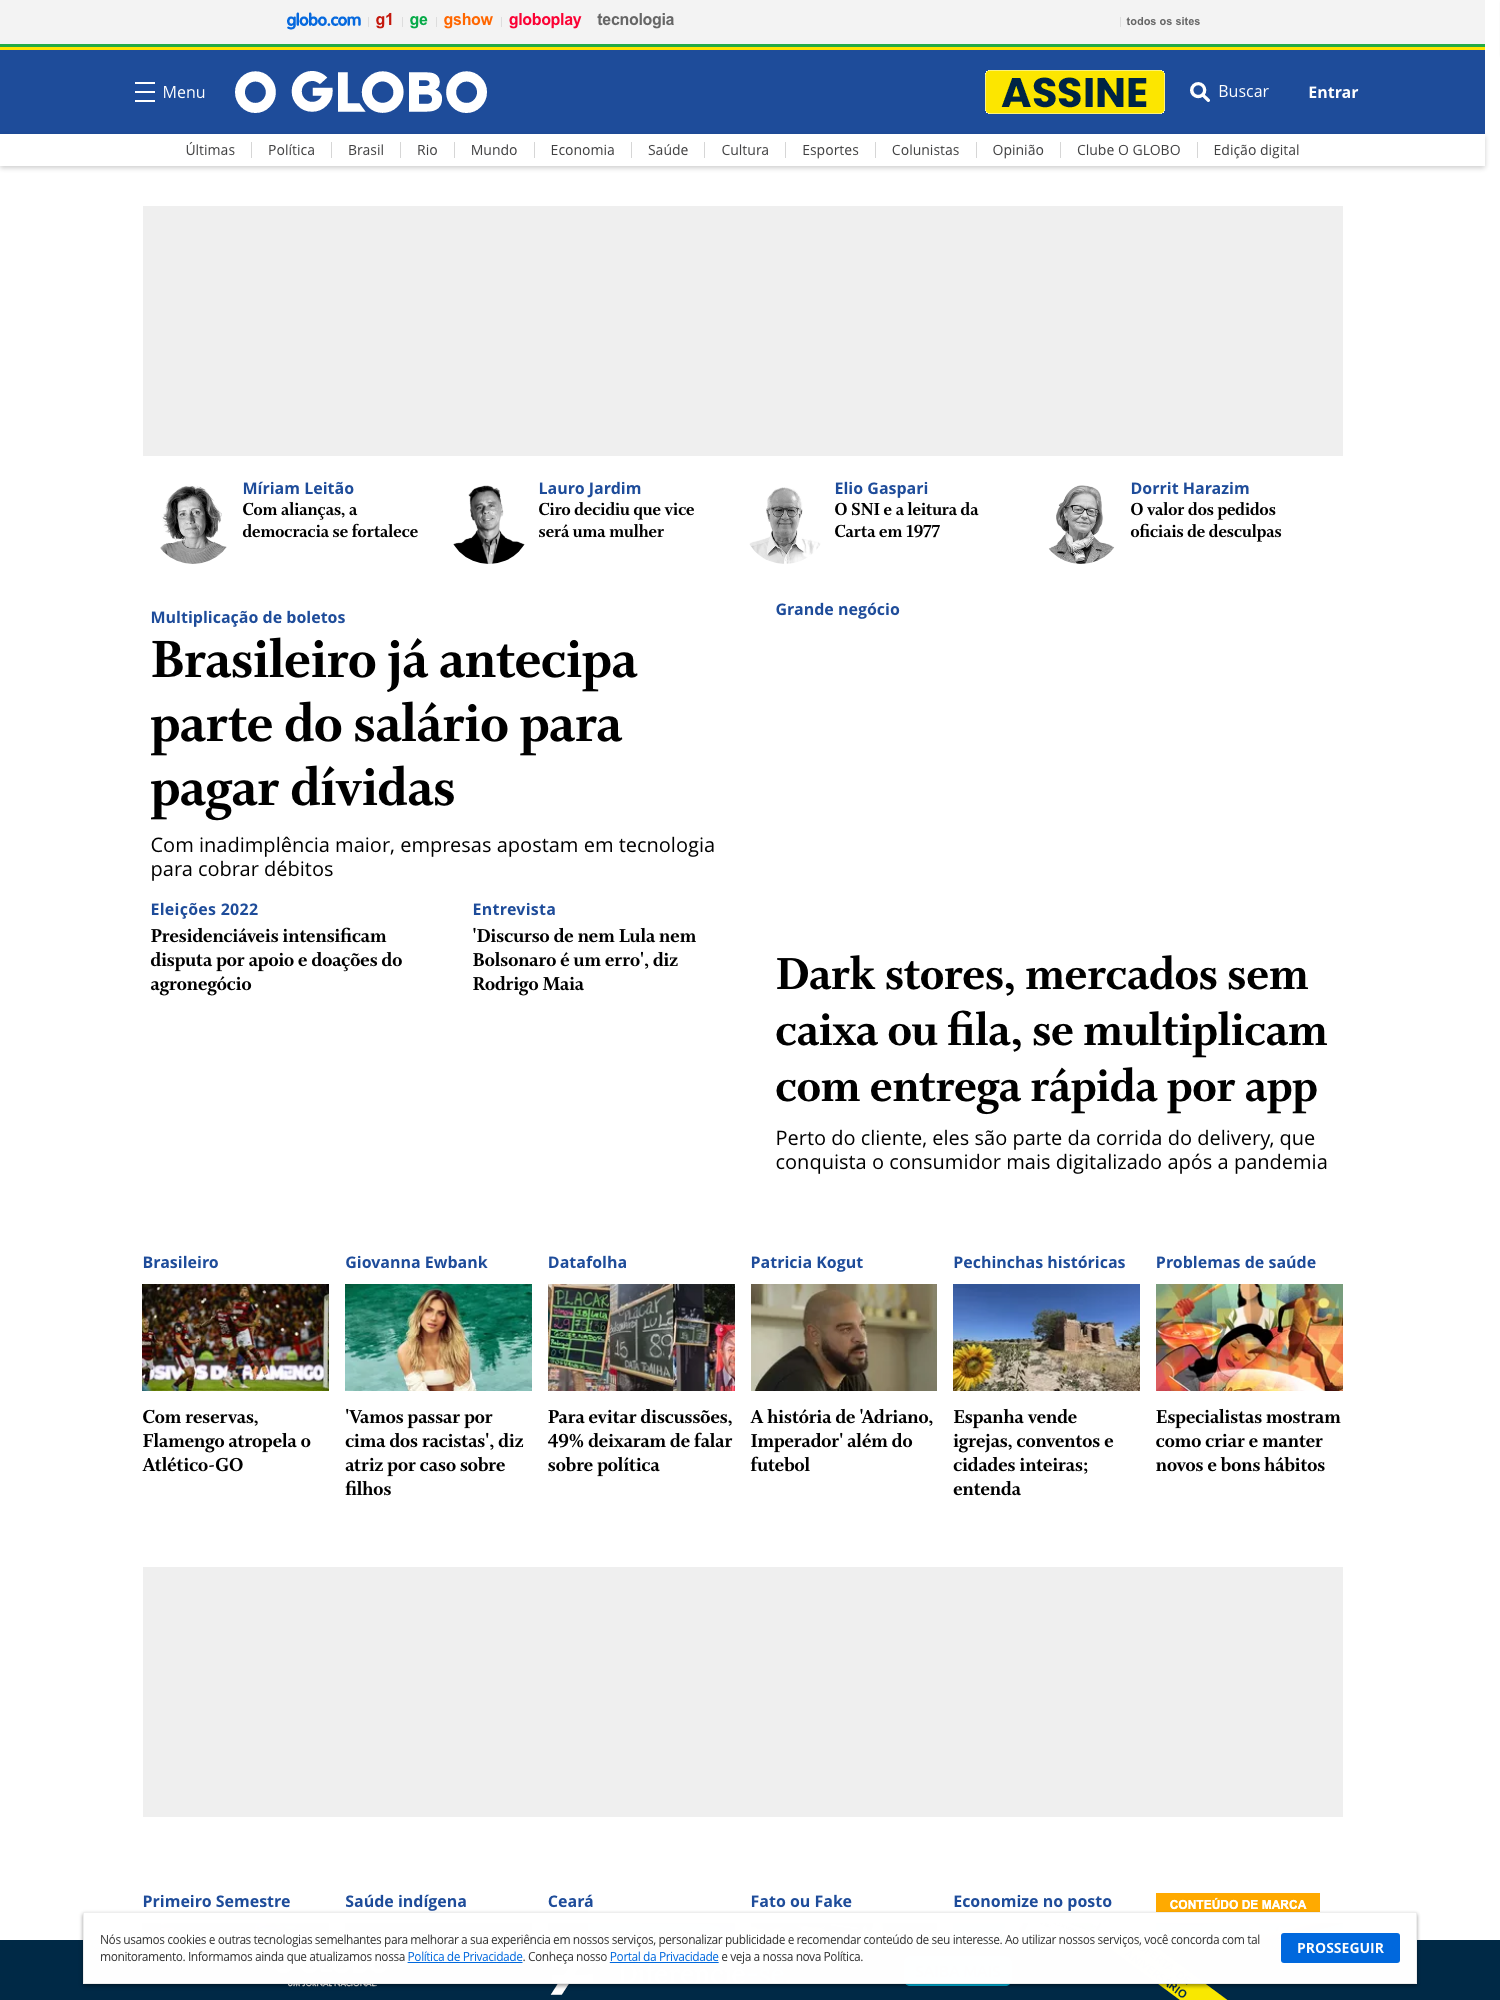 globo.com g1 ge gshow globoplay tecnologia todos os sites
Menu O GLOBO ASSINE Buscar Entrar
Últimas Política Brasil Rio Mundo Economia Saúde Cultura Esportes Colunistas Opinião Clube O GLOBO Edição digital
Míriam Leitão
Com alianças, a
democracia se fortalece
Lauro Jardim
Ciro decidiu que vice
será uma mulher
Elio Gaspari
O SNI e a leitura da
Carta em 1977
Dorrit Harazim
O valor dos pedidos
oficiais de desculpas
Multiplicação de boletos
Brasileiro já antecipa
parte do salário para
pagar dívidas
Com inadimplência maior, empresas apostam em tecnologia
para cobrar débitos
Eleições 2022
Presidenciáveis intensificam
disputa por apoio e doações do
agronegócio
Entrevista
'Discurso de nem Lula nem
Bolsonaro é um erro', diz
Rodrigo Maia
Grande negócio
Dark stores, mercados sem
caixa ou fila, se multiplicam
com entrega rápida por app
Perto do cliente, eles são parte da corrida do delivery, que
conquista o consumidor mais digitalizado após a pandemia
Brasileiro
Com reservas,
Flamengo atropela o
Atlético-GO
Giovanna Ewbank
'Vamos passar por
cima dos racistas', diz
atriz por caso sobre
filhos
Datafolha
PLACAR
placar
LULA
15 89
DATA TOALHA
Para evitar discussões,
49% deixaram de falar
sobre política
Patricia Kogut
A história de 'Adriano,
Imperador' além do
futebol
Pechinchas históricas
Espanha vende
igrejas, conventos e
cidades inteiras;
entenda
Problemas de saúde
Especialistas mostram
como criar e manter
novos e bons hábitos
Primeiro Semestre Saúde indígena Ceará Fato ou Fake Economize no posto CONTEÚDO DE MARCA
Nós usamos cookies e outras tecnologias semelhantes para melhorar a sua experiência em nossos serviços, personalizar publicidade e recomendar conteúdo de seu interesse. Ao utilizar nossos serviços, você concorda com tal
monitoramento. Informamos ainda que atualizamos nossa Política de Privacidade. Conheça nosso Portal da Privacidade e veja a nossa nova Política.
PROSSEGUIR